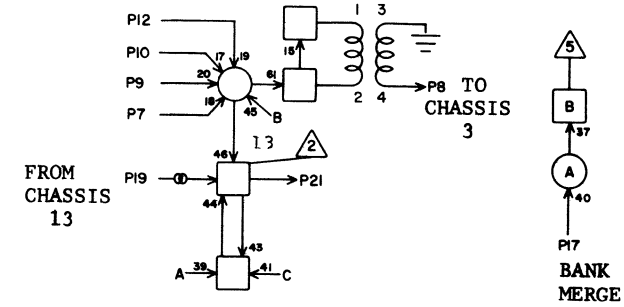 P12
P10
P9
P7
17
19
20
18
45
B
61
15
1
3
2
4
P8
TO
CHASSIS
3
46
13
2
FROM
CHASSIS
13
P19
P21
44
43
A
39
41
C
5
B
37
A
40
P17
BANK
MERGE